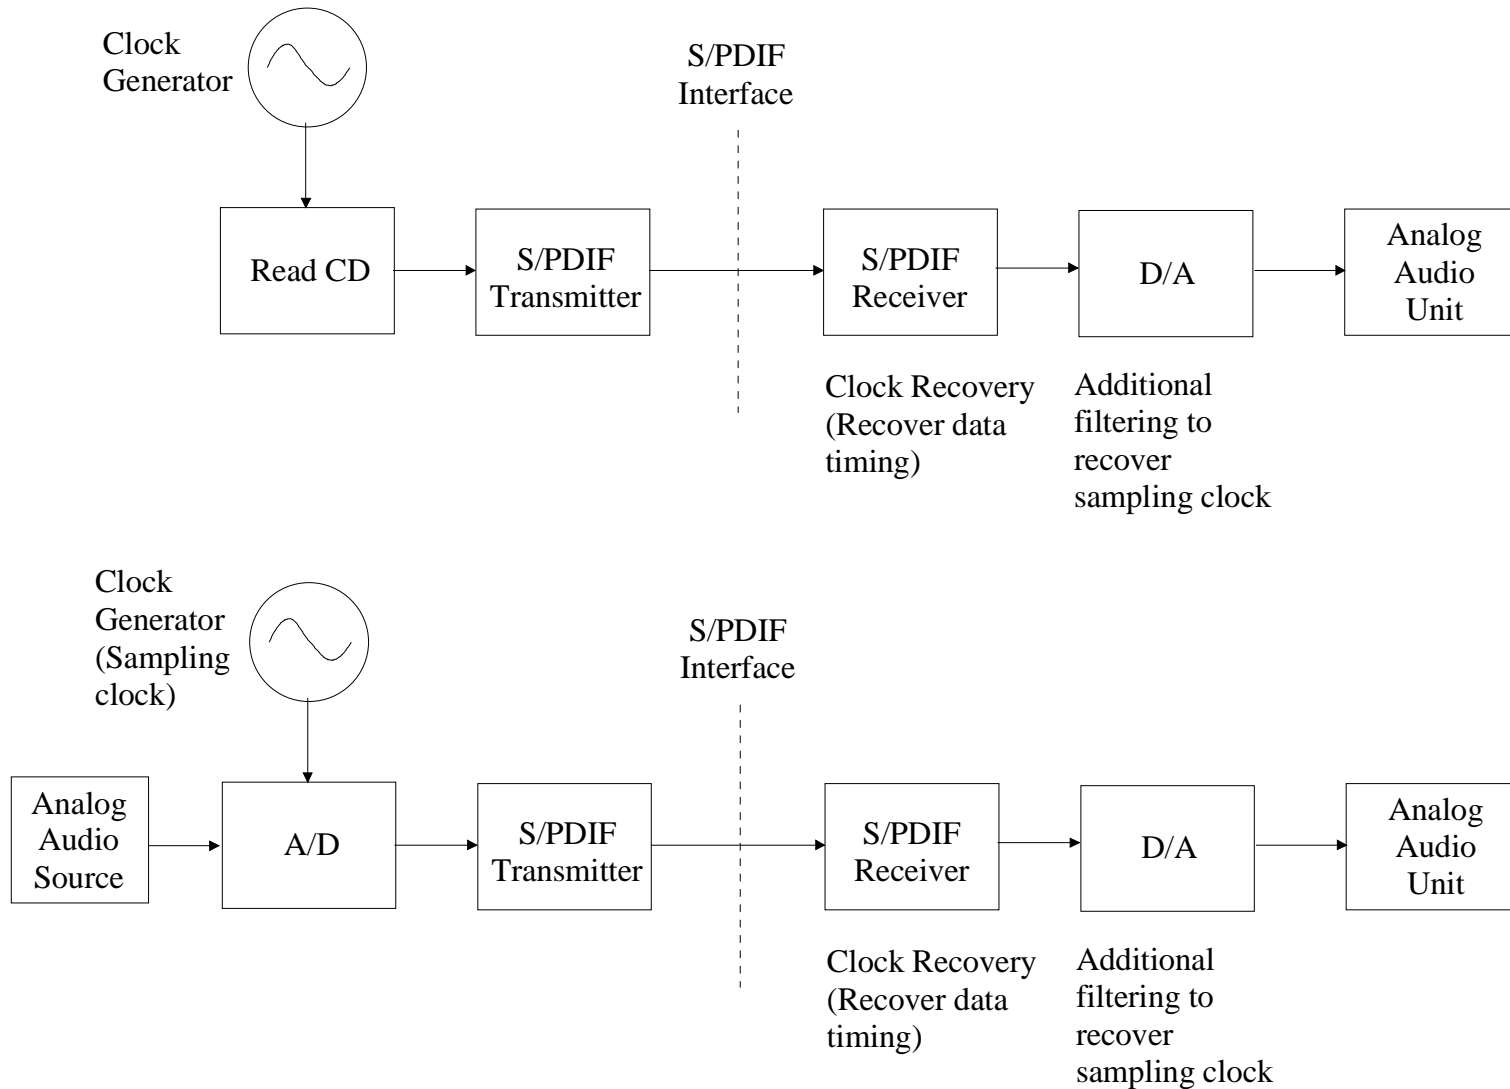 Clock
Generator
S/PDIF
Interface
Read CD
S/PDIF
Transmitter
S/PDIF
Receiver
D/A
Analog
Audio
Unit
Clock Recovery
(Recover data
timing)
Additional
filtering to
recover
sampling clock
Clock
Generator
(Sampling
clock)
S/PDIF
Interface
Analog
Audio
Source
A/D
S/PDIF
Transmitter
S/PDIF
Receiver
D/A
Analog
Audio
Unit
Clock Recovery
(Recover data
timing)
Additional
filtering to
recover
sampling clock